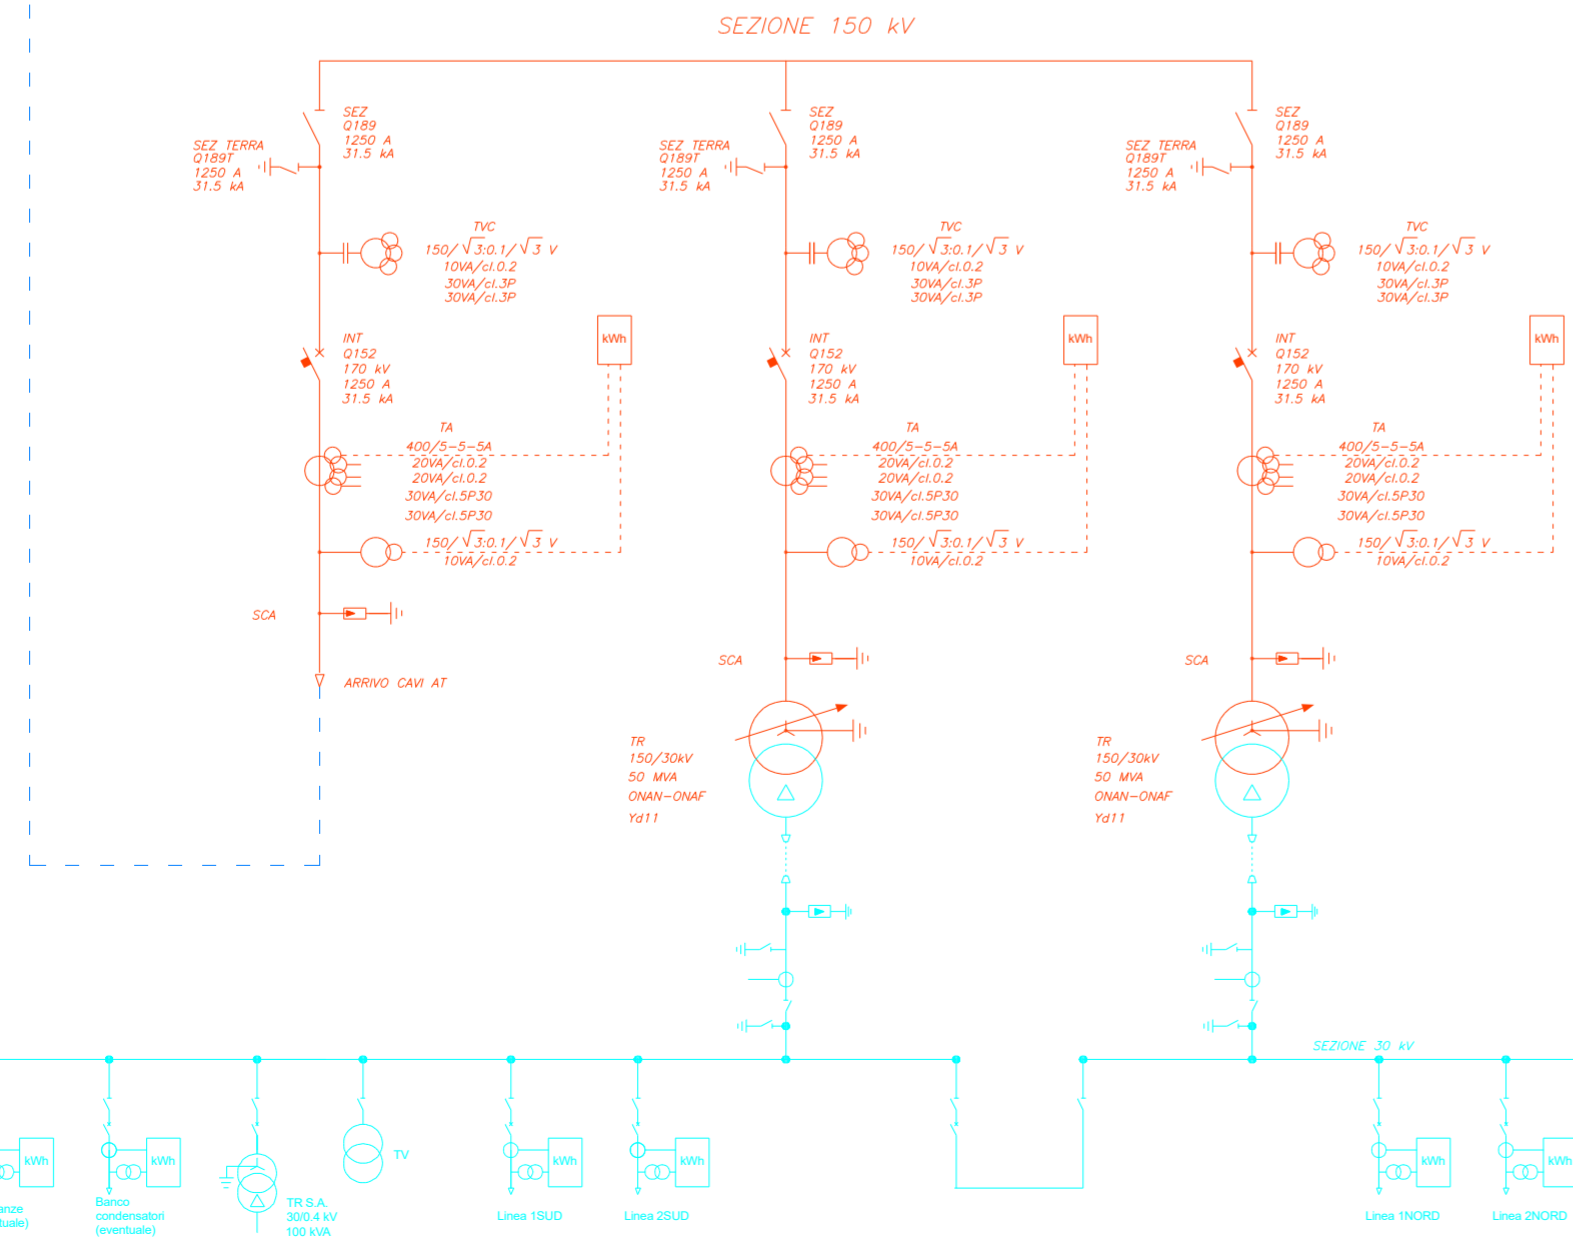 SEZIONE 150 kV
SEZ
Q189
1250 A
31.5 kA
SEZ TERRA
Q189T
1250 A
31.5 kA
TVC
150/√3:0.1/√3 V
10VA/cl.0.2
30VA/cl.3P
30VA/cl.3P
kWh
INT
Q152
170 kV
1250 A
31.5 kA
TA
400/5-5-5A
20VA/cl.0.2
20VA/cl.0.2
30VA/cl.5P30
30VA/cl.5P30
150/√3:0.1/√3 V
10VA/cl.0.2
SCA
ARRIVO CAVI AT
SEZ
Q189
1250 A
31.5 kA
SEZ TERRA
Q189T
1250 A
31.5 kA
TVC
150/√3:0.1/√3 V
10VA/cl.0.2
30VA/cl.3P
30VA/cl.3P
kWh
INT
Q152
170 kV
1250 A
31.5 kA
TA
400/5-5-5A
20VA/cl.0.2
20VA/cl.0.2
30VA/cl.5P30
30VA/cl.5P30
150/√3:0.1/√3 V
10VA/cl.0.2
SCA
TR
150/30kV
50 MVA
ONAN-ONAF
Yd11
SEZ
Q189
1250 A
31.5 kA
SEZ TERRA
Q189T
1250 A
31.5 kA
TVC
150/√3:0.1/√3 V
10VA/cl.0.2
30VA/cl.3P
30VA/cl.3P
kWh
INT
Q152
170 kV
1250 A
31.5 kA
TA
400/5-5-5A
20VA/cl.0.2
20VA/cl.0.2
30VA/cl.5P30
30VA/cl.5P30
150/√3:0.1/√3 V
10VA/cl.0.2
SCA
TR
150/30kV
50 MVA
ONAN-ONAF
Yd11
SEZIONE 30 kV
kWh
anze
tuale)
kWh
Banco
condensatori
(eventuale)
TR S.A.
30/0.4 kV
100 kVA
TV
kWh
Linea 1SUD
kWh
Linea 2SUD
kWh
Linea 1NORD
kWh
Linea 2NORD